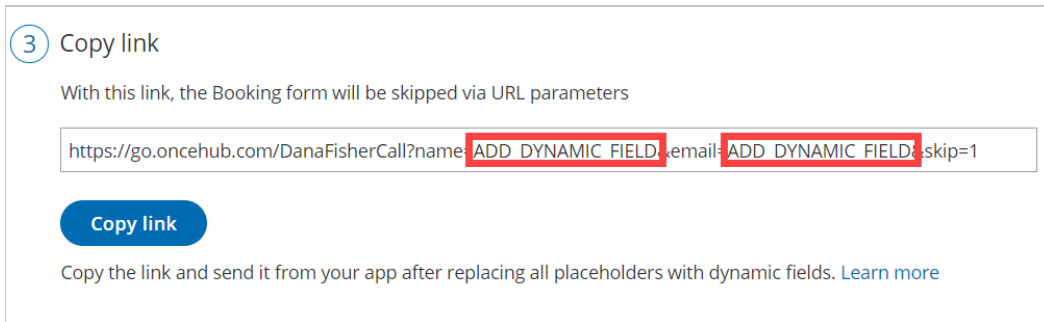 3 Copy link
With this link, the Booking form will be skipped via URL parameters
https://go.oncehub.com/DanaFisherCall?name=ADD_DYNAMIC_FIELD&email=ADD_DYNAMIC_FIELD&skip=1
Copy link
Copy the link and send it from your app after replacing all placeholders with dynamic fields. Learn more